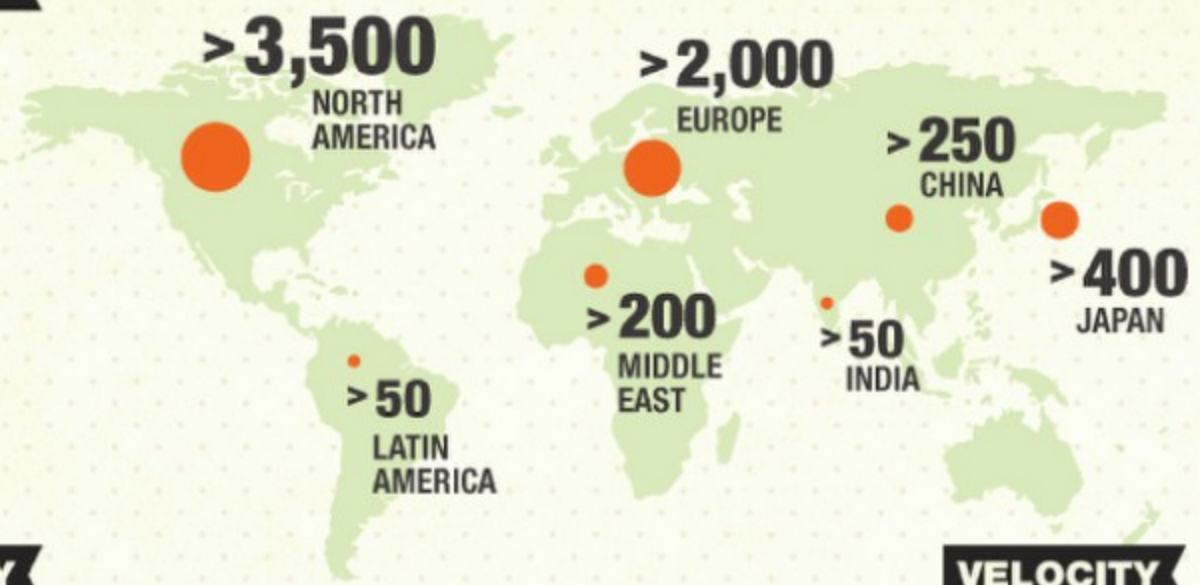 >3,500
NORTH
AMERICA
>2,000
EUROPE
>250
CHINA
>400
JAPAN
>200
MIDDLE
EAST
>50
INDIA
>50
LATIN
AMERICA
VELOCITY